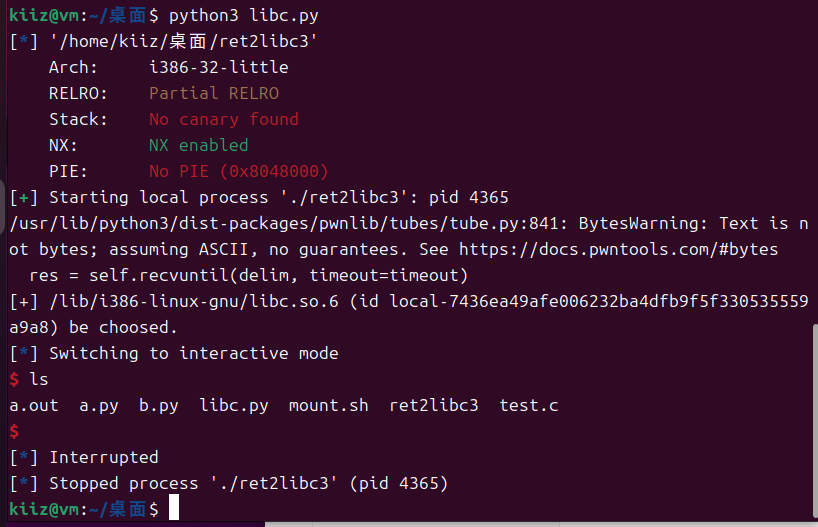 kiiz@vm:~/桌面$ python3 libc.py
[*] '/home/kiiz/桌面/ret2libc3'
    Arch:     i386-32-little
    RELRO:    Partial RELRO
    Stack:    No canary found
    NX:       NX enabled
    PIE:      No PIE (0x8048000)
[+] Starting local process './ret2libc3': pid 4365
/usr/lib/python3/dist-packages/pwnlib/tubes/tube.py:841: BytesWarning: Text is n
ot bytes; assuming ASCII, no guarantees. See https://docs.pwntools.com/#bytes
  res = self.recvuntil(delim, timeout=timeout)
[+] /lib/i386-linux-gnu/libc.so.6 (id local-7436ea49afe006232ba4dfb9f5f330535559
a9a8) be choosed.
[*] Switching to interactive mode
$ ls
a.out  a.py  b.py  libc.py  mount.sh  ret2libc3  test.c
$
[*] Interrupted
[*] Stopped process './ret2libc3' (pid 4365)
kiiz@vm:~/桌面$